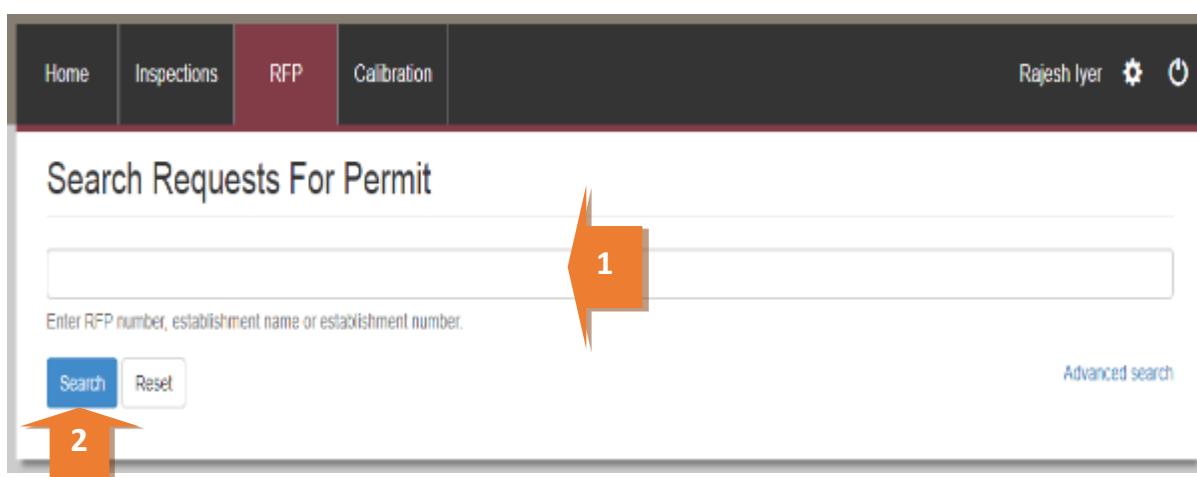 Home Inspections RFP Calibration Rajesh Iyer
Search Requests For Permit
1
Enter RFP number, establishment name or establishment number.
Search Reset Advanced search
2